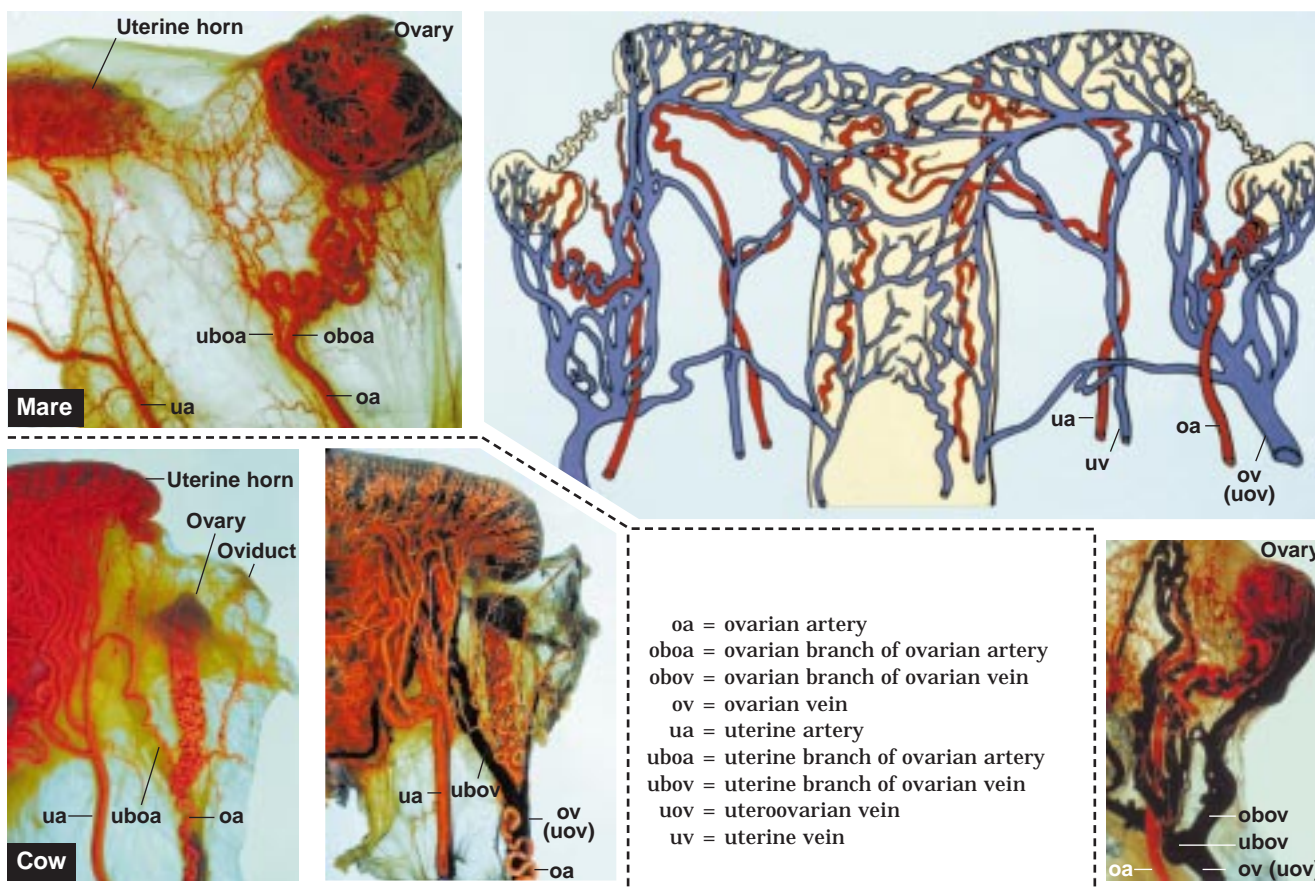 Uterine horn
Ovary
uboa
oboa
oa
ua
Mare
ua
uv
oa
ov
(uov)
Uterine horn
Ovary
Oviduct
ua
uboa
oa
Cow
ua
ubov
ov
(uov)
oa
oa = ovarian artery
oboa = ovarian branch of ovarian artery
obov = ovarian branch of ovarian vein
ov = ovarian vein
ua = uterine artery
uboa = uterine branch of ovarian artery
ubov = uterine branch of ovarian vein
uov = uteroovarian vein
uv = uterine vein
Ovary
obov
ubov
oa
ov (uov)